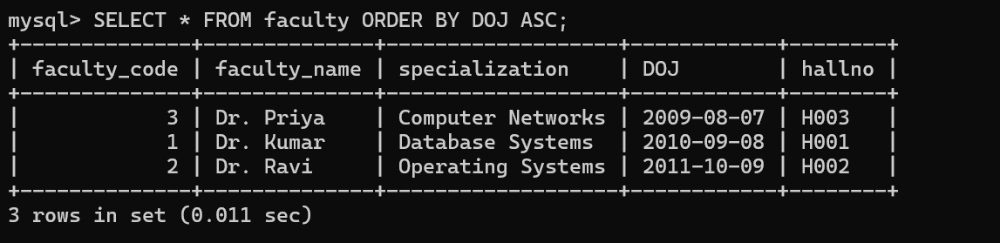 mysql> SELECT * FROM faculty ORDER BY DOJ ASC;
+--------------+--------------+-------------------+------------+--------+
| faculty_code | faculty_name | specialization    | DOJ        | hallno |
+--------------+--------------+-------------------+------------+--------+
|            3 | Dr. Priya    | Computer Networks | 2009-08-07 | H003   |
|            1 | Dr. Kumar    | Database Systems  | 2010-09-08 | H001   |
|            2 | Dr. Ravi     | Operating Systems | 2011-10-09 | H002   |
+--------------+--------------+-------------------+------------+--------+
3 rows in set (0.011 sec)